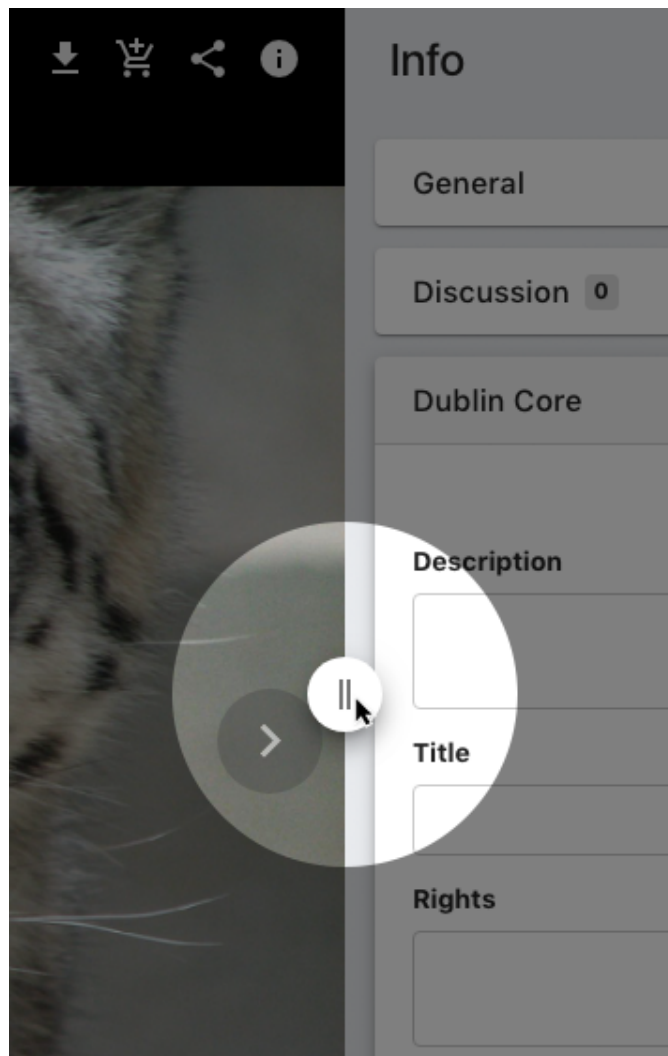 Info
General
Discussion 0
Dublin Core
Description
Title
Rights